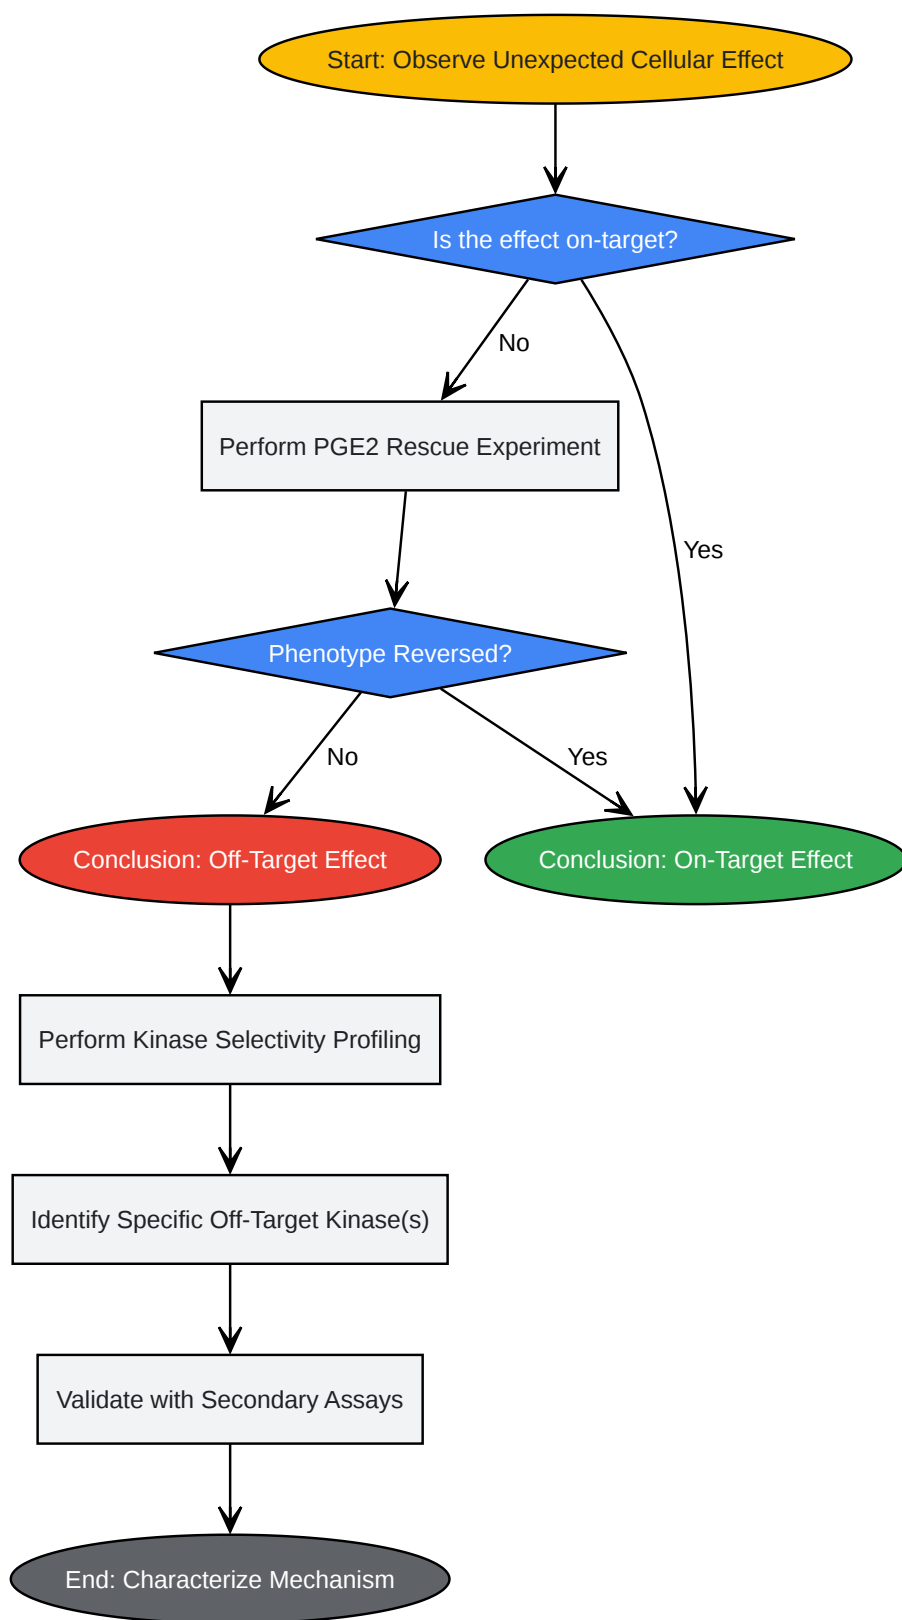 Start: Observe Unexpected Cellular Effect
Is the effect on-target?
No
Perform PGE2 Rescue Experiment
Yes
Phenotype Reversed?
No
Yes
Conclusion: Off-Target Effect
Conclusion: On-Target Effect
Perform Kinase Selectivity Profiling
Identify Specific Off-Target Kinase(s)
Validate with Secondary Assays
End: Characterize Mechanism